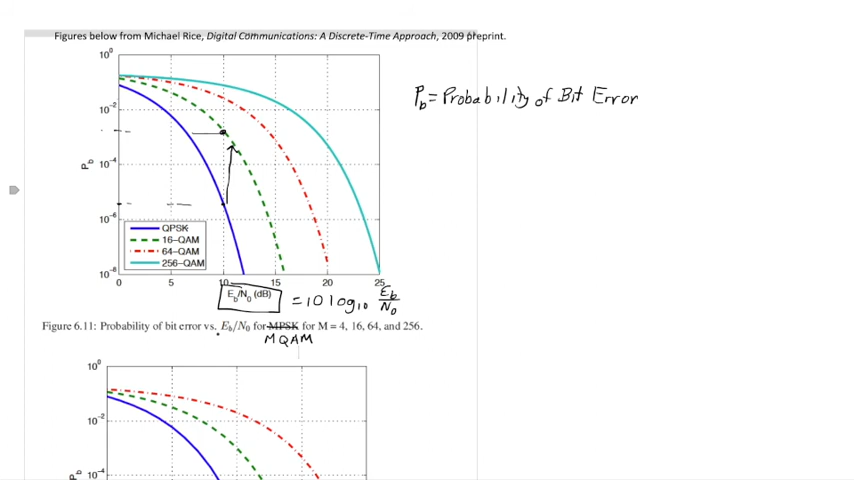 Figures below from Michael Rice, Digital Communications: A Discrete-Time Approach, 2009 preprint.
10^0
10^-2
10^-4
10^-6
10^-8
P_b
P_b = Probability of Bit Error
QPSK
16-QAM
64-QAM
256-QAM
0 5 10 15 20 25
E_b/N_0 (dB) = 10 log_10 E_b/N_0
Figure 6.11: Probability of bit error vs. E_b/N_0 for MPSK for M = 4, 16, 64, and 256.
MQAM
10^0
10^-2
10^-4
P_b